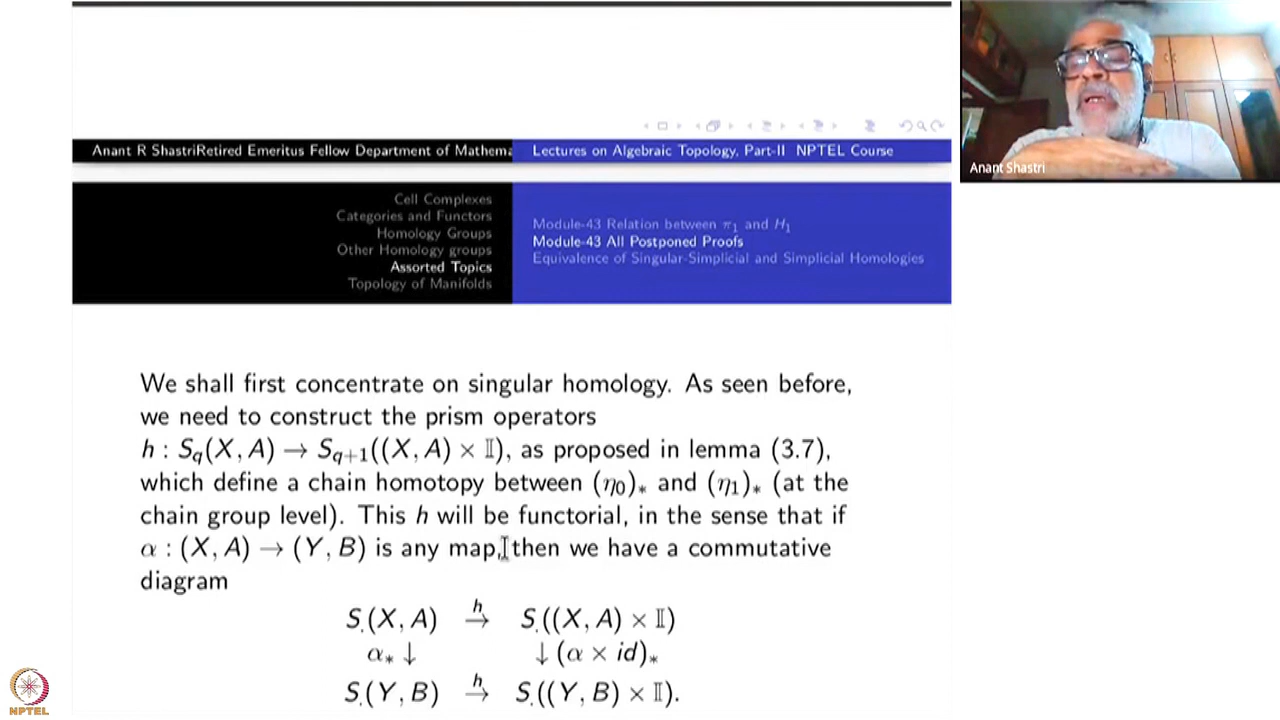 Anant R ShastriRetired Emeritus Fellow Department of Mathema
Lectures on Algebraic Topology, Part-II NPTEL Course
Anant Shastri
Cell Complexes
Categories and Functors
Homology Groups
Other Homology groups
Assorted Topics
Topology of Manifolds
Module-43 Relation between π₁ and H₁
Module-43 All Postponed Proofs
Equivalence of Singular-Simplicial and Simplicial Homologies
We shall first concentrate on singular homology. As seen before,
we need to construct the prism operators
h : S_q(X, A) → S_{q+1}((X, A) × 𝕀), as proposed in lemma (3.7),
which define a chain homotopy between (η₀)_* and (η₁)_* (at the
chain group level). This h will be functorial, in the sense that if
α : (X, A) → (Y, B) is any map, then we have a commutative
diagram
S.(X, A) →^h S.((X, A) × 𝕀)
α_* ↓ ↓ (α × id)_*
S.(Y, B) →^h S.((Y, B) × 𝕀).
NPTEL